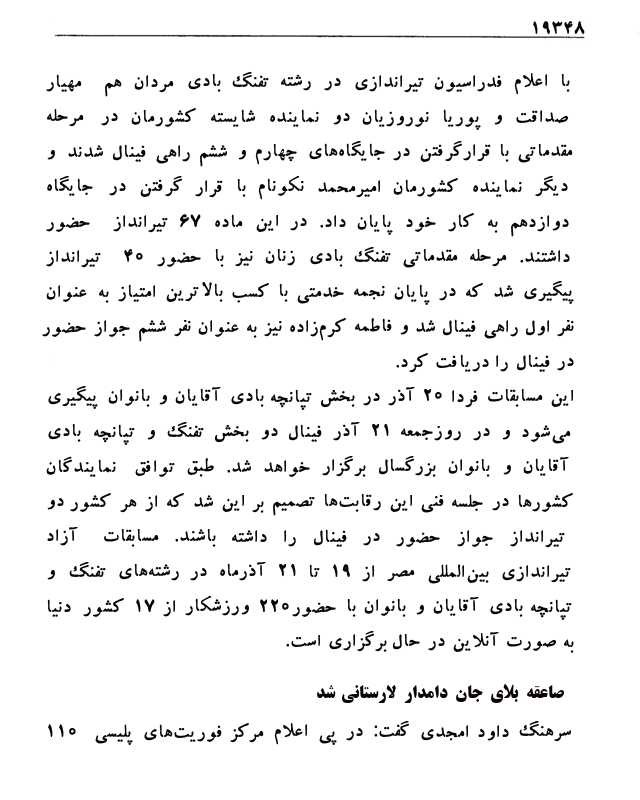 ۱۹۳۴۸
با اعلام فدراسیون تیراندازی در رشته تفنگ بادی مردان هم مهیار
صداقت و پوریا نوروزیان دو نماینده شایسته کشورمان در مرحله
مقدماتی با قرارگرفتن در جایگاه‌های چهارم و ششم راهی فینال شدند و
دیگر نماینده کشورمان امیرمحمد نکونام با قرار گرفتن در جایگاه
دوازدهم به کار خود پایان داد. در این ماده ۶۷ تیرانداز حضور
داشتند. مرحله مقدماتی تفنگ بادی زنان نیز با حضور ۴۰ تیرانداز
پیگیری شد که در پایان نجمه خدمتی با کسب بالاترین امتیاز به عنوان
نفر اول راهی فینال شد و فاطمه کرم‌زاده نیز به عنوان نفر ششم جواز حضور
در فینال را دریافت کرد.
این مسابقات فردا ۲۰ آذر در بخش تپانچه بادی آقایان و بانوان پیگیری
می‌شود و در روزجمعه ۲۱ آذر فینال دو بخش تفنگ و تپانچه بادی
آقایان و بانوان بزرگسال برگزار خواهد شد. طبق توافق نمایندگان
کشورها در جلسه فنی این رقابت‌ها تصمیم بر این شد که از هر کشور دو
تیرانداز جواز حضور در فینال را داشته باشند. مسابقات آزاد
تیراندازی بین‌المللی مصر از ۱۹ تا ۲۱ آذرماه در رشته‌های تفنگ و
تپانچه بادی آقایان و بانوان با حضور۲۲۰ ورزشکار از ۱۷ کشور دنیا
به صورت آنلاین در حال برگزاری است.
صاعقه بلای جان دامدار لارستانی شد
سرهنگ داود امجدی گفت: در پی اعلام مرکز فوریت‌های پلیسی ۱۱۰